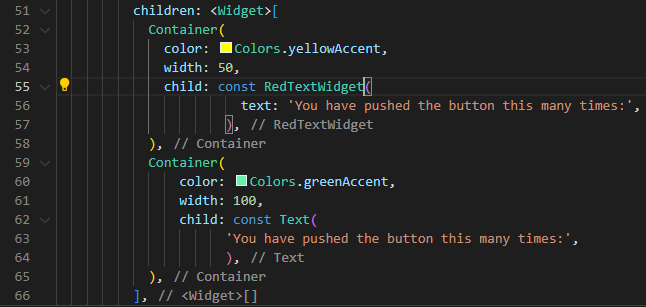 51 children: <Widget>[
52 Container(
53 color: Colors.yellowAccent,
54 width: 50,
55 child: const RedTextWidget(
56 text: 'You have pushed the button this many times:',
57 ), // RedTextWidget
58 ), // Container
59 Container(
60 color: Colors.greenAccent,
61 width: 100,
62 child: const Text(
63 'You have pushed the button this many times:',
64 ), // Text
65 ), // Container
66 ], // <Widget>[]